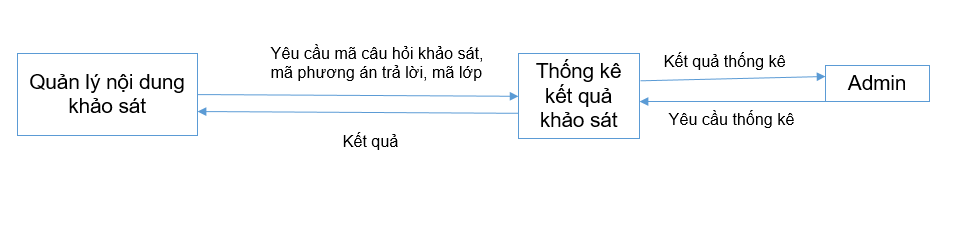 Quản lý nội dung
khảo sát
Yêu cầu mã câu hỏi khảo sát,
mã phương án trả lời, mã lớp
Kết quả
Thống kê
kết quả
khảo sát
Kết quả thống kê
Yêu cầu thống kê
Admin